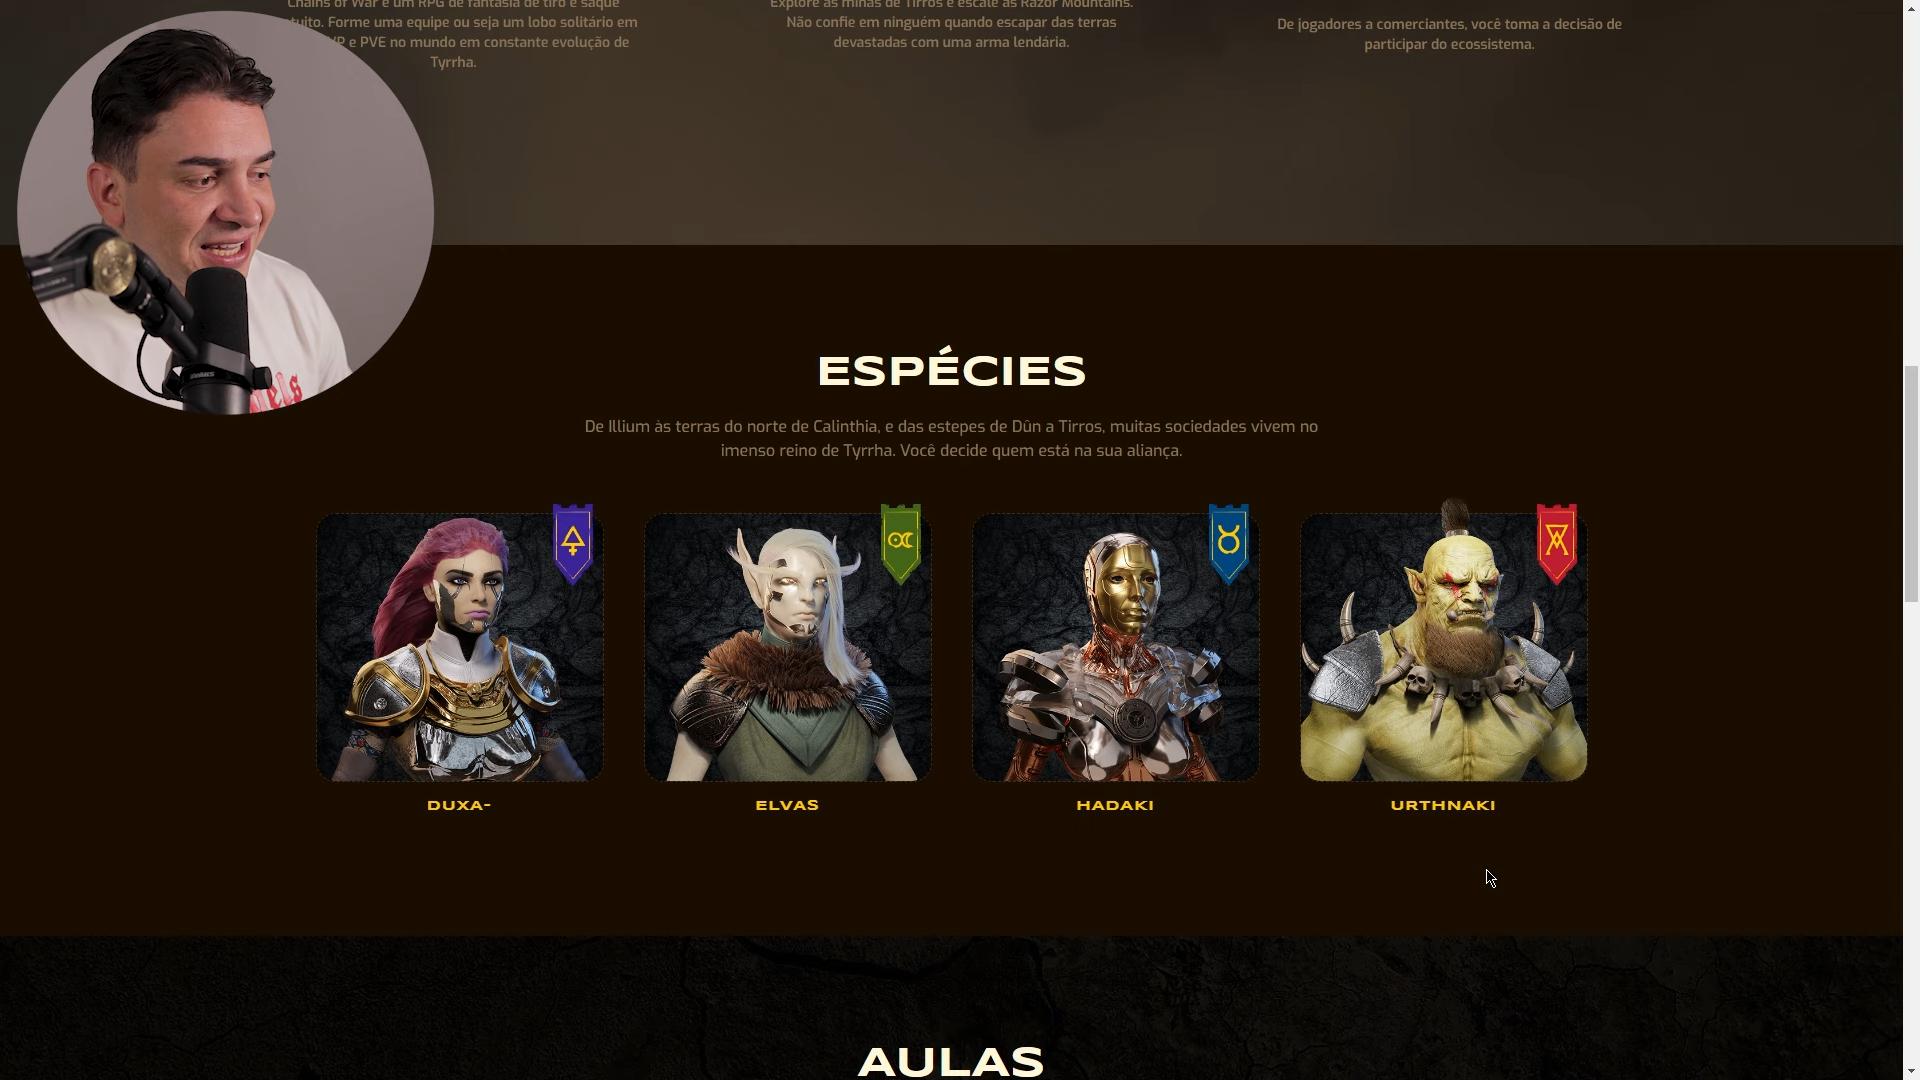 Chains of War é um RPG de fantasia de tiro e saque
tuito. Forme uma equipe ou seja um lobo solitário em
e PVE no mundo em constante evolução de
Tyrrha.
Explore as minas de Tirros e escale as Razor Mountains.
Não confie em ninguém quando escapar das terras
devastadas com uma arma lendária.
De jogadores a comerciantes, você toma a decisão de
participar do ecossistema.
ESPÉCIES
De Illium às terras do norte de Calinthia, e das estepes de Dûn a Tirros, muitas sociedades vivem no
imenso reino de Tyrrha. Você decide quem está na sua aliança.
DUXA-
ELVAS
HADAKI
URTHNAKI
AULAS